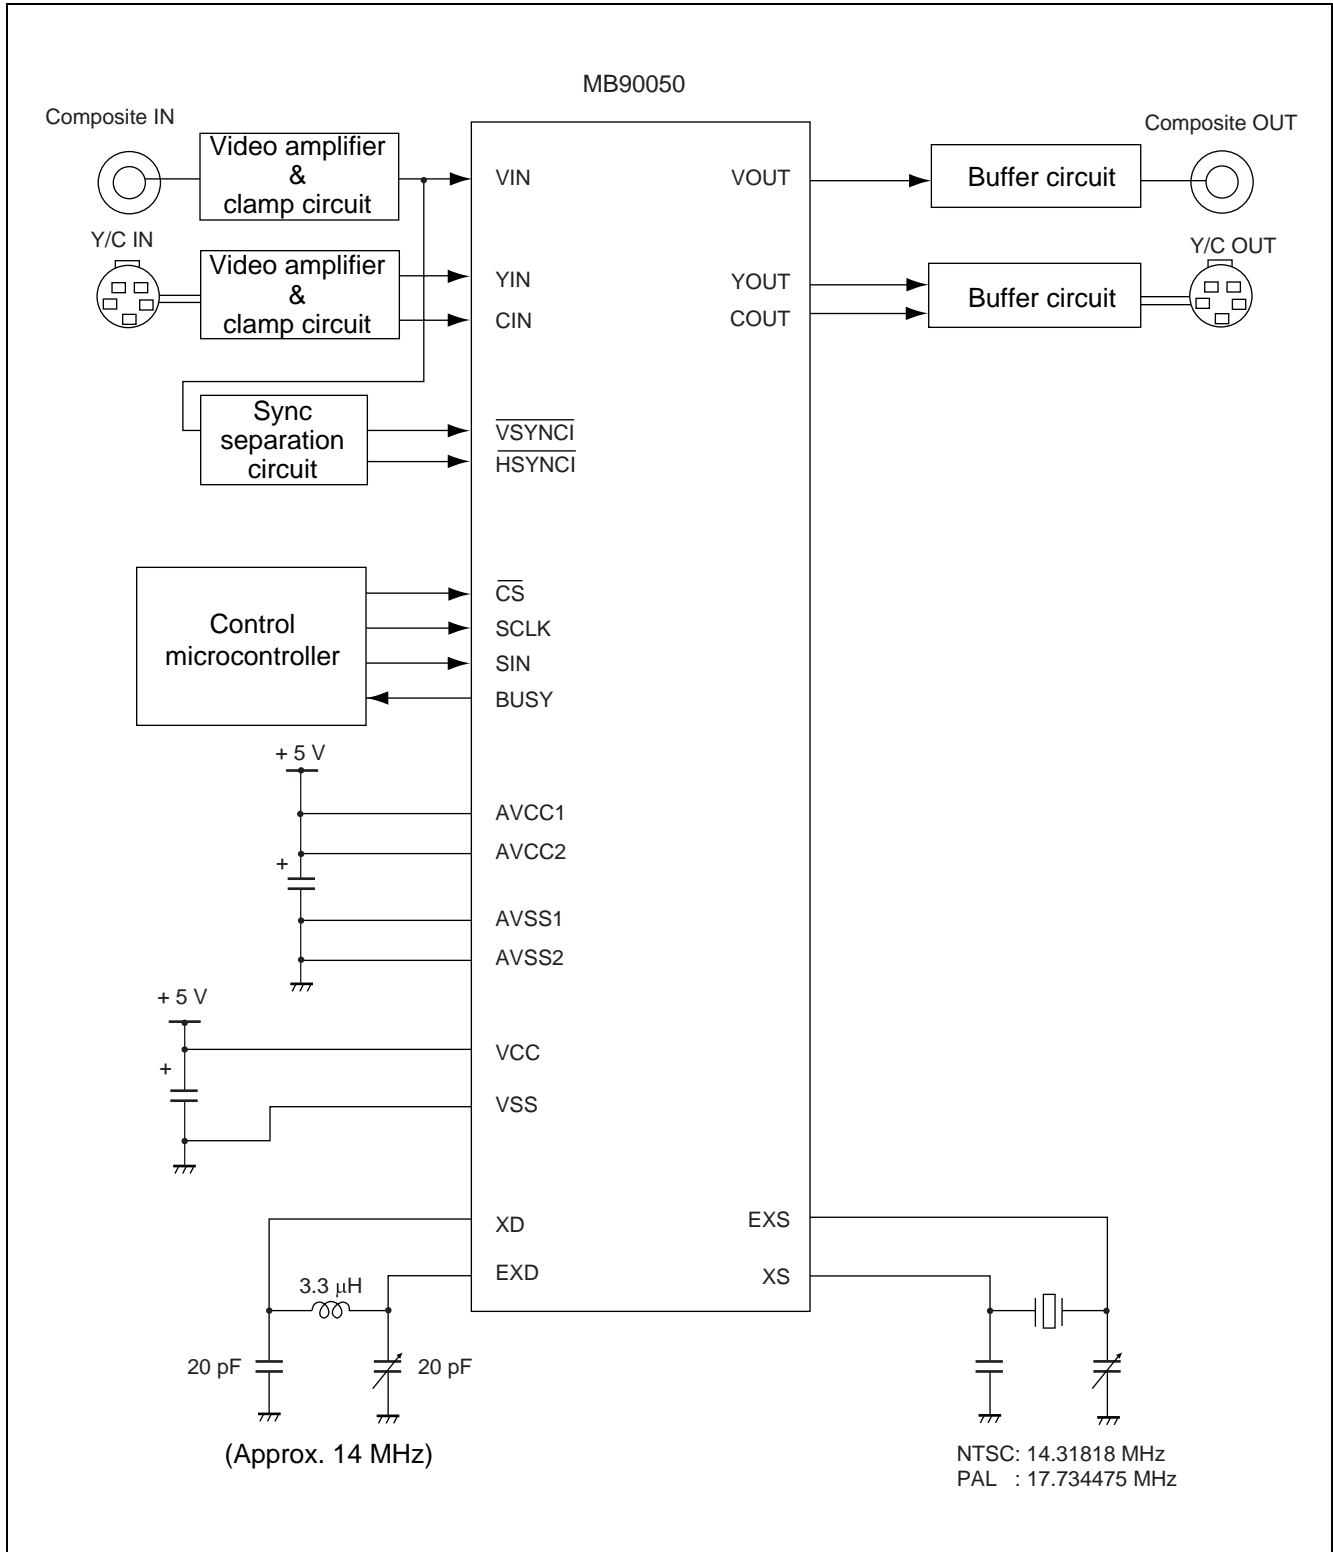 MB90050
Composite IN
Video amplifier
&
clamp circuit
VIN
VOUT
Buffer circuit
Composite OUT
Y/C IN
Video amplifier
&
clamp circuit
YIN
CIN
YOUT
COUT
Buffer circuit
Y/C OUT
Sync
separation
circuit
VSYNCI
HSYNCI
Control
microcontroller
CS
SCLK
SIN
BUSY
+ 5 V
AVCC1
AVCC2
+
AVSS1
AVSS2
+ 5 V
VCC
+
VSS
XD
EXD
EXS
XS
3.3 μH
20 pF
20 pF
(Approx. 14 MHz)
NTSC: 14.31818 MHz
PAL : 17.734475 MHz